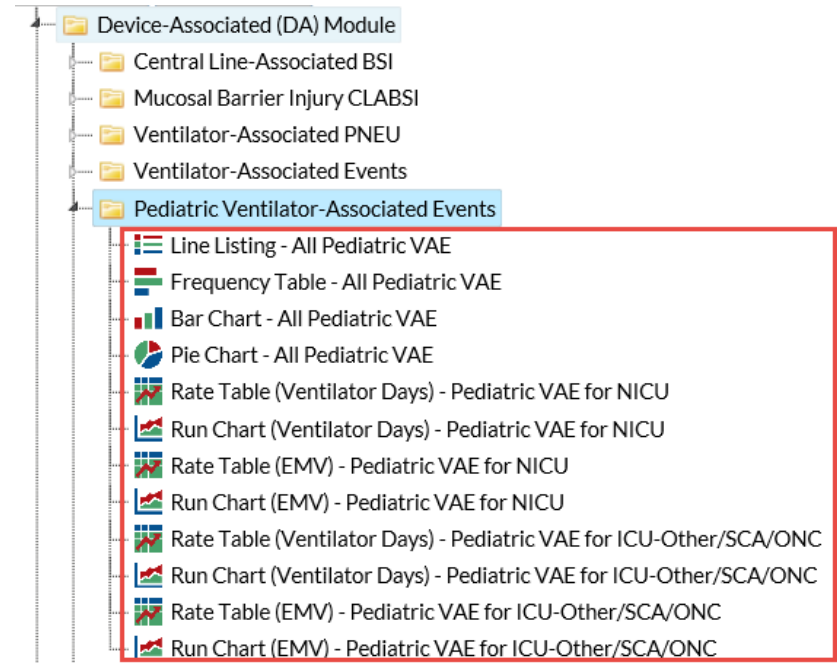 Device-Associated (DA) Module
Central Line-Associated BSI
Mucosal Barrier Injury CLABSI
Ventilator-Associated PNEU
Ventilator-Associated Events
Pediatric Ventilator-Associated Events
Line Listing - All Pediatric VAE
Frequency Table - All Pediatric VAE
Bar Chart - All Pediatric VAE
Pie Chart - All Pediatric VAE
Rate Table (Ventilator Days) - Pediatric VAE for NICU
Run Chart (Ventilator Days) - Pediatric VAE for NICU
Rate Table (EMV) - Pediatric VAE for NICU
Run Chart (EMV) - Pediatric VAE for NICU
Rate Table (Ventilator Days) - Pediatric VAE for ICU-Other/SCA/ONC
Run Chart (Ventilator Days) - Pediatric VAE for ICU-Other/SCA/ONC
Rate Table (EMV) - Pediatric VAE for ICU-Other/SCA/ONC
Run Chart (EMV) - Pediatric VAE for ICU-Other/SCA/ONC